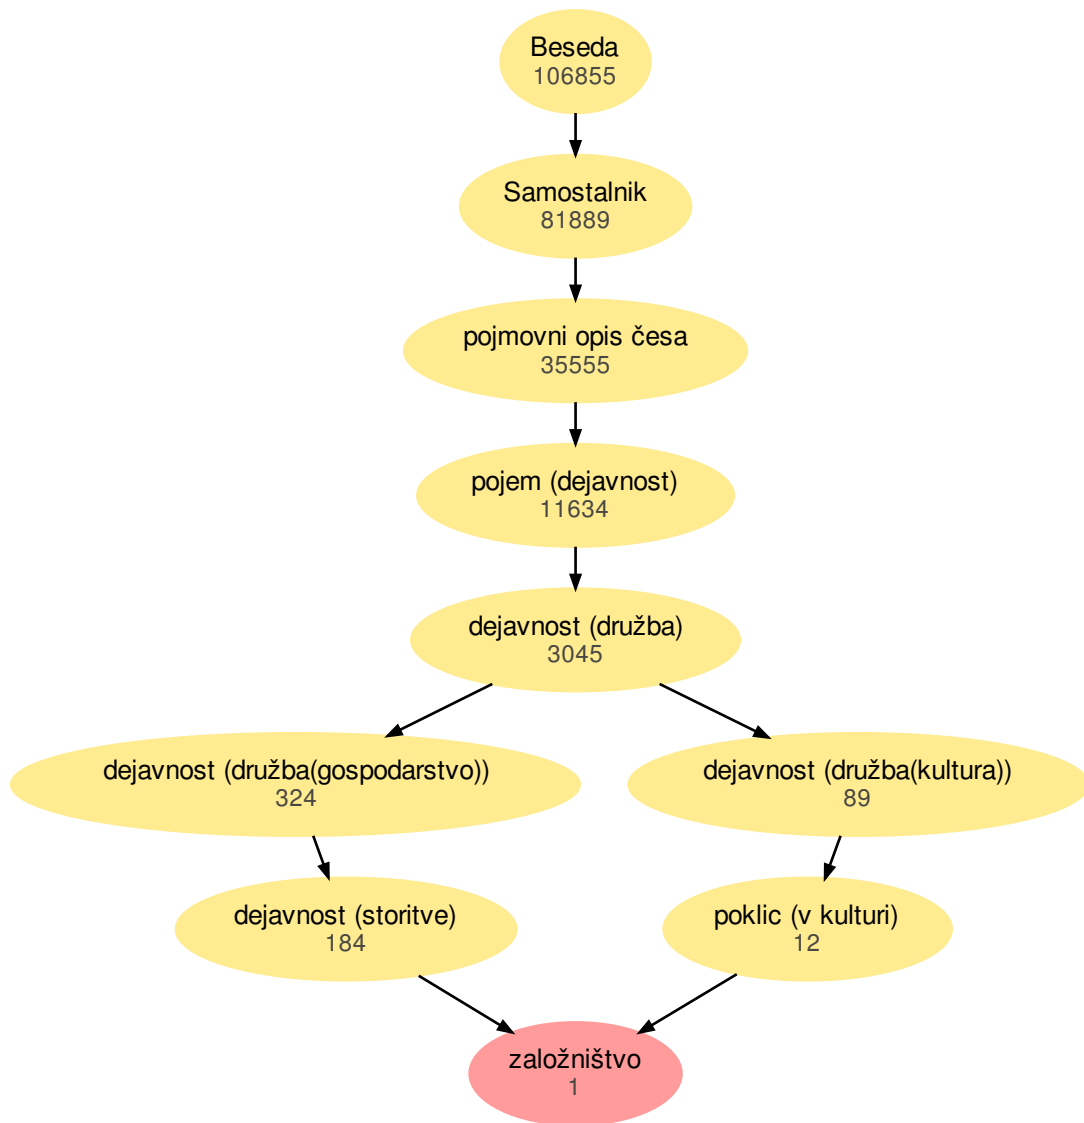 Beseda
106855
Samostalnik
81889
pojmovni opis česa
35555
pojem (dejavnost)
11634
dejavnost (družba)
3045
dejavnost (družba(gospodarstvo))
324
dejavnost (družba(kultura))
89
dejavnost (storitve)
184
poklic (v kulturi)
12
založništvo
1